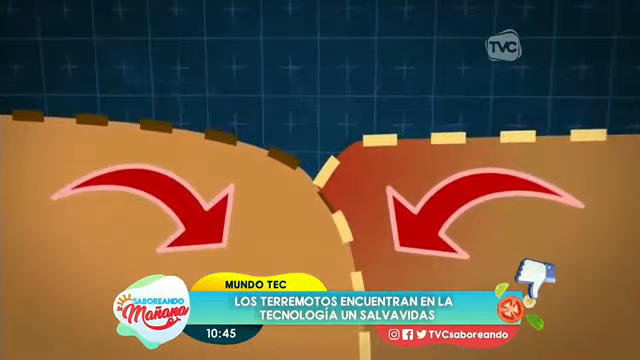 TVC
MUNDO TEC
SABOREANDO
Mañana
LOS TERREMOTOS ENCUENTRAN EN LA
TECNOLOGÍA UN SALVAVIDAS
10:45
TVCsaboreando